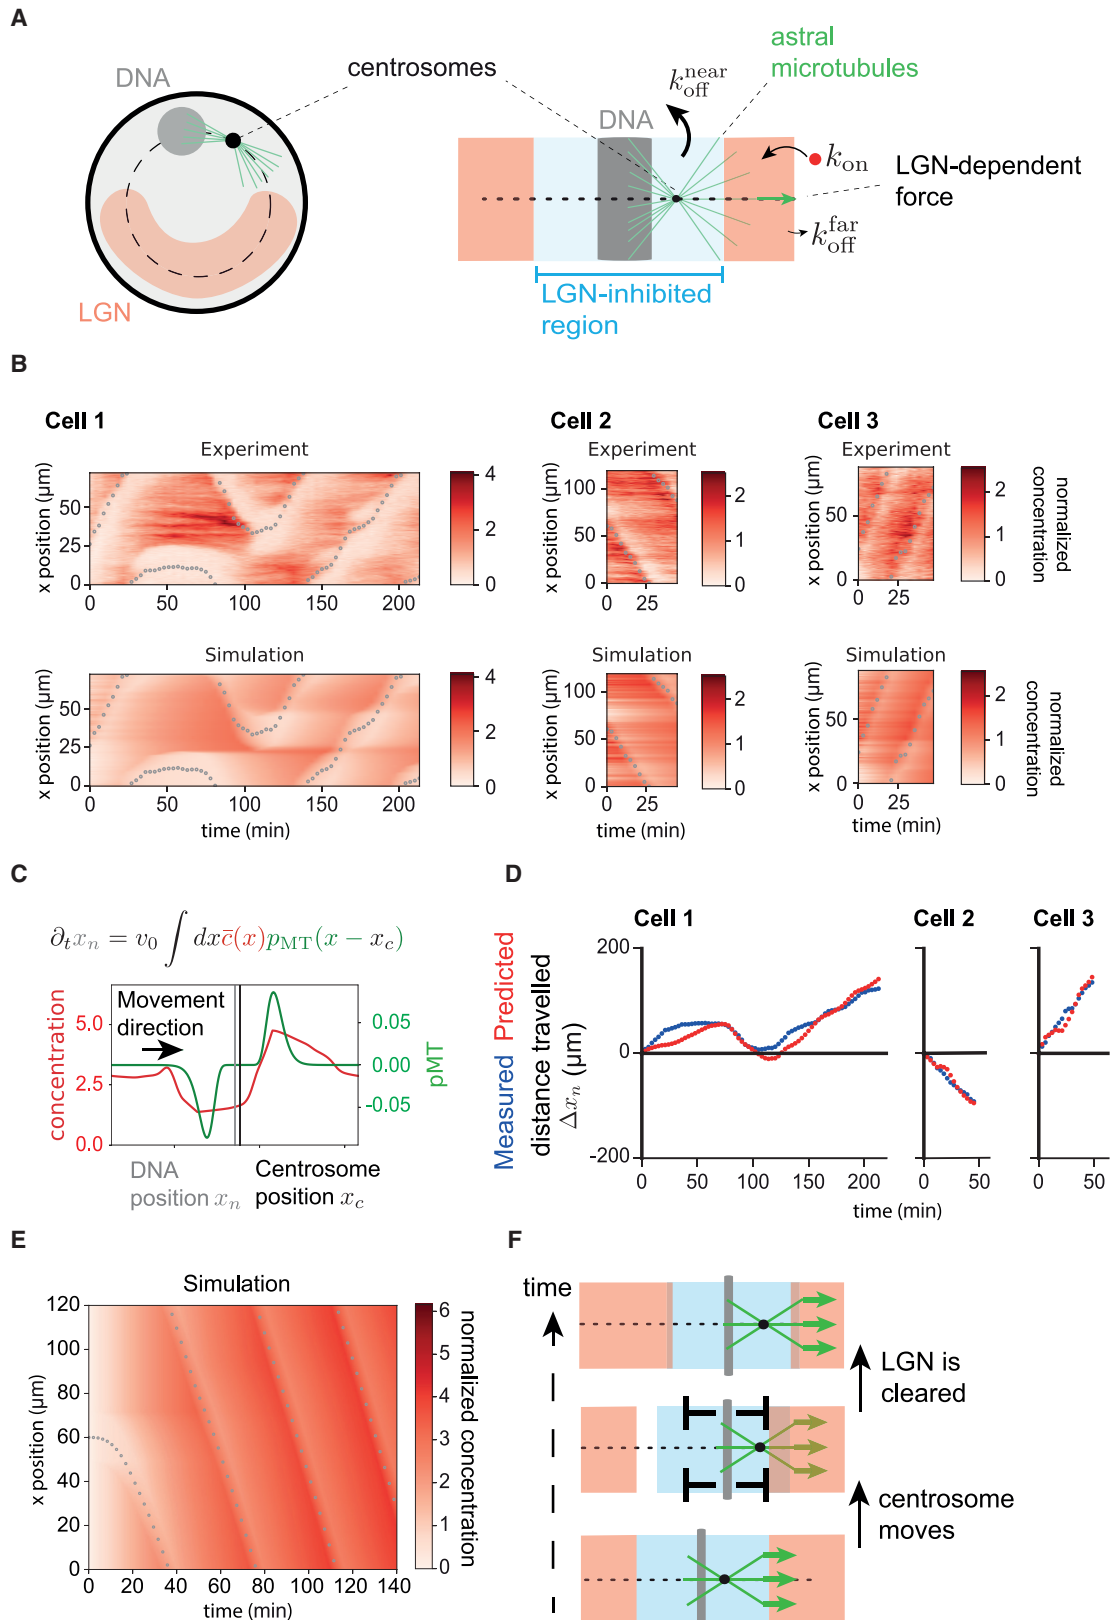 A
DNA
centrosomes
LGN
k_off^near
astral
microtubules
DNA
k_on
LGN-dependent
force
k_off^far
LGN-inhibited
region
B
Cell 1
Cell 2
Cell 3
Experiment
Experiment
Experiment
x position (µm)
50
25
0
0 50 100 150 200
4
2
0
x position (µm)
100
50
0
0 25
2
1
0
x position (µm)
50
0
0 25
2
1
0
normalized
concentration
Simulation
Simulation
Simulation
x position (µm)
50
25
0
0 50 100 150 200
time (min)
4
2
0
x position (µm)
100
50
0
0 25
time (min)
2
1
0
x position (µm)
50
0
0 25
time (min)
2
1
0
normalized
concentration
C
∂_t x_n = v_0 ∫ dx c̄(x) p_MT(x − x_c)
Movement
direction
concentration
5.0
2.5
0.0
0.05
0.00
-0.05
pMT
DNA
position x_n
Centrosome
position x_c
D
Cell 1
Cell 2
Cell 3
Measured Predicted
distance travelled
Δx_n (µm)
200
0
-200
0 50 100 150 200
0 50
0 50
time (min)
E
Simulation
x position (µm)
120
100
80
60
40
20
0
0 20 40 60 80 100 120 140
time (min)
6
5
4
3
2
1
0
normalized concentration
F
time
LGN is
cleared
centrosome
moves